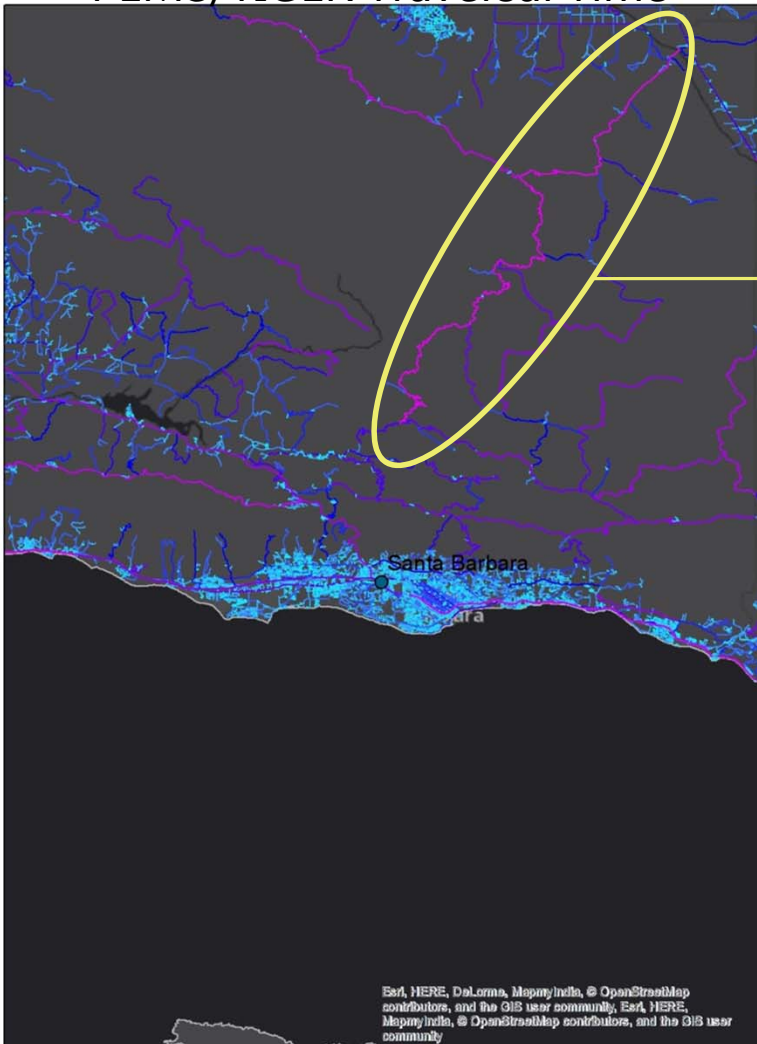 Santa Barbara
Esri, HERE, DeLorme, MapmyIndia, © OpenStreetMap
contributors, and the GIS user community, Esri, HERE,
MapmyIndia, © OpenStreetMap contributors, and the GIS user
community